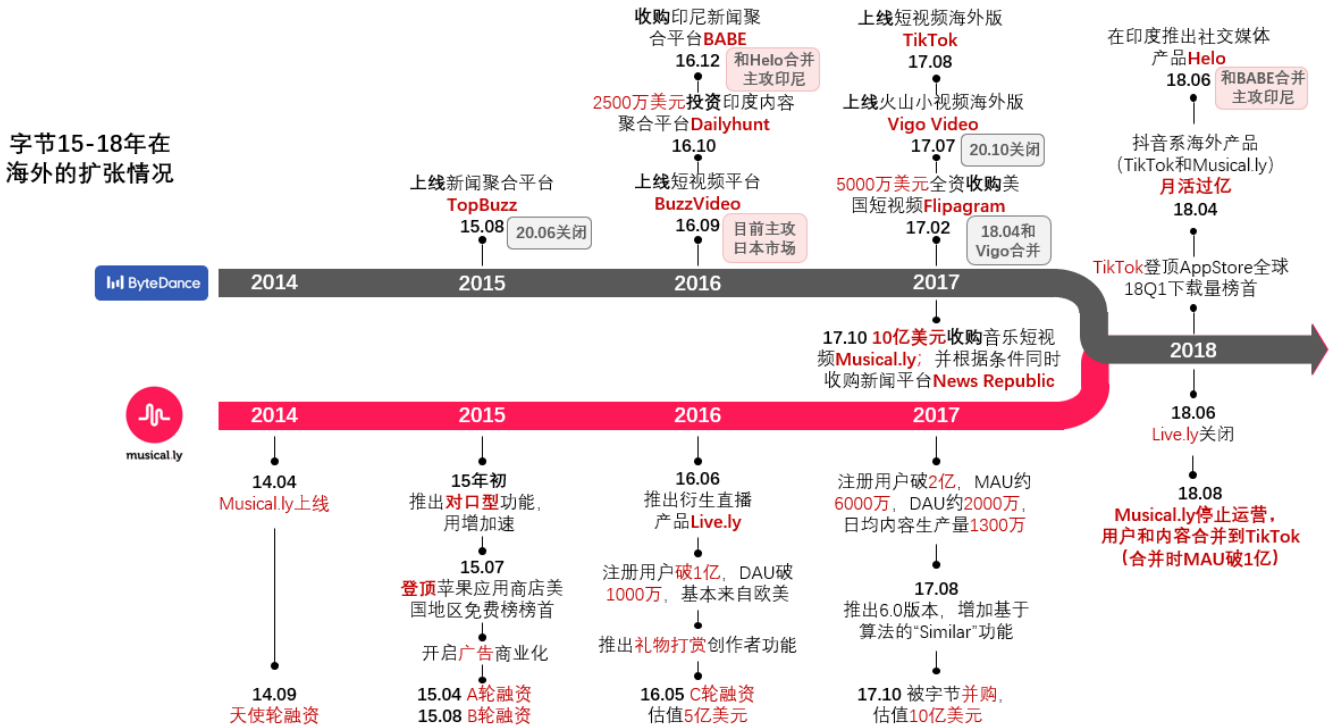 字节15-18年在
海外的扩张情况
上线新闻聚合平台
TopBuzz
15.08
20.06关闭
收购印尼新闻聚
合平台BABE
16.12
和Helo合并
主攻印尼
2500万美元投资印度内容
聚合平台Dailyhunt
16.10
上线短视频平台
BuzzVideo
16.09
目前主攻
日本市场
上线短视频海外版
TikTok
17.08
上线火山小视频海外版
Vigo Video
17.07
20.10关闭
5000万美元全资收购美
国短视频Flipagram
17.02
18.04和
Vigo合并
在印度推出社交媒体
产品Helo
18.06
和BABE合并
主攻印尼
抖音系海外产品
（TikTok和Musical.ly）
月活过亿
18.04
TikTok登顶AppStore全球
18Q1下载量榜首
ByteDance
2014
2015
2016
2017
2018
17.10 10亿美元收购音乐短视
频Musical.ly；并根据条件同时
收购新闻平台News Republic
musical.ly
2014
2015
2016
2017
14.04
Musical.ly上线
14.09
天使轮融资
15年初
推出对口型功能，
用增加速
15.07
登顶苹果应用商店美
国地区免费榜榜首
开启广告商业化
15.04 A轮融资
15.08 B轮融资
16.06
推出衍生直播
产品Live.ly
注册用户破1亿，DAU破
1000万，基本来自欧美
推出礼物打赏创作者功能
16.05 C轮融资
估值5亿美元
注册用户破2亿，MAU约
6000万，DAU约2000万，
日均内容生产量1300万
17.08
推出6.0版本，增加基于
算法的“Similar”功能
17.10 被字节并购，
估值10亿美元
18.06
Live.ly关闭
18.08
Musical.ly停止运营，
用户和内容合并到TikTok
（合并时MAU破1亿）